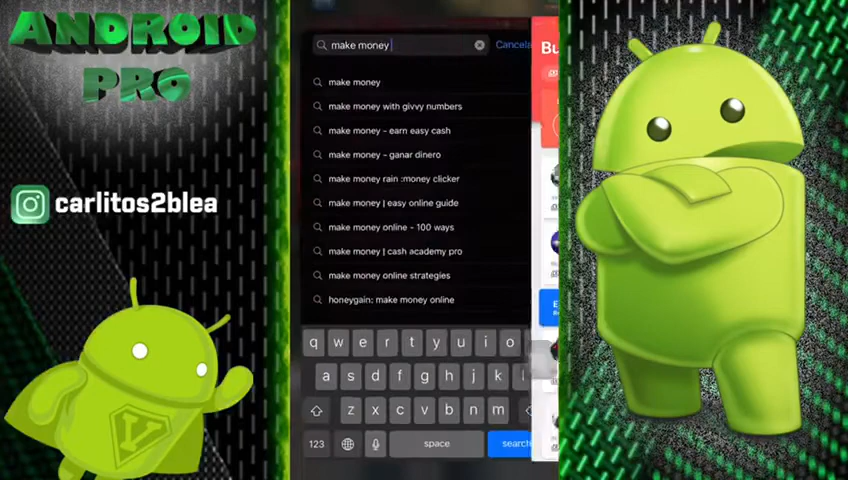 ANDROID
PRO
carlitos2blea
make money
Cancela
make money
make money with givvy numbers
make money - earn easy cash
make money - ganar dinero
make money rain :money clicker
make money | easy online guide
make money online - 100 ways
make money | cash academy pro
make money online strategies
honeygain: make money online
q w e r t y u i o
a s d f g h j k l
z x c v b n m
123 space search
Bu
E
V